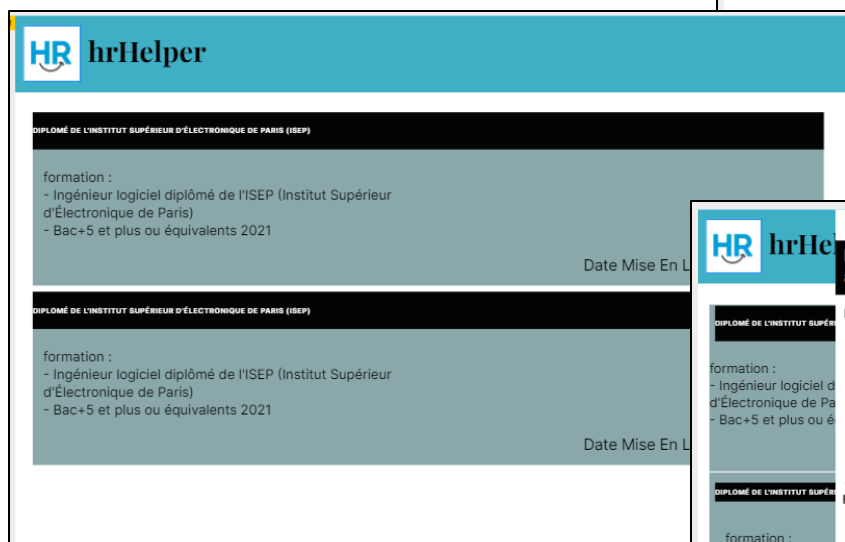 HR hrHelper
DIPLOMÉ DE L'INSTITUT SUPÉRIEUR D'ÉLECTRONIQUE DE PARIS (ISEP)
formation :
- Ingénieur logiciel diplômé de l'ISEP (Institut Supérieur
d'Électronique de Paris)
- Bac+5 et plus ou équivalents 2021
Date Mise En L
DIPLOMÉ DE L'INSTITUT SUPÉRIEUR D'ÉLECTRONIQUE DE PARIS (ISEP)
formation :
- Ingénieur logiciel diplômé de l'ISEP (Institut Supérieur
d'Électronique de Paris)
- Bac+5 et plus ou équivalents 2021
Date Mise En L
HR hrHel
DIPLOMÉ DE L'INSTITUT SUPÉR
formation :
- Ingénieur logiciel d
d'Électronique de Pa
- Bac+5 et plus ou é
DIPLOMÉ DE L'INSTITUT SUPÉR
formation :